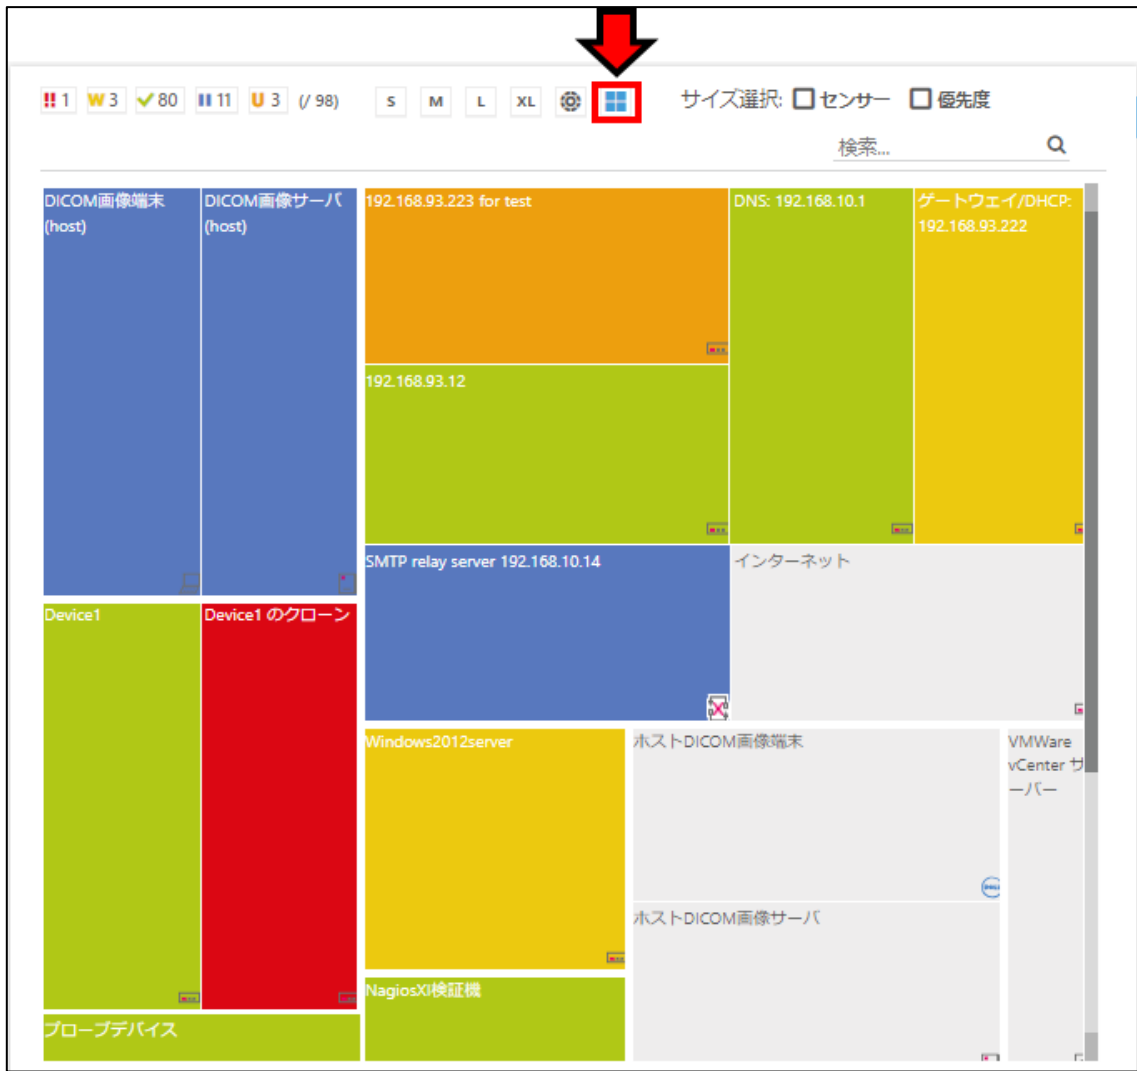 !! 1 W 3 80 11 U 3 (/ 98) S M L XL サイズ選択: センサー 優先度
検索...
DICOM画像端末
(host)
DICOM画像サーバ
(host)
192.168.93.223 for test
DNS: 192.168.10.1
ゲートウェイ/DHCP:
192.168.93.222
192.168.93.12
SMTP relay server 192.168.10.14
インターネット
Device1
Device1 のクローン
Windows2012server
ホストDICOM画像端末
VMWare
vCenter サ
ーバー
DELL
ホストDICOM画像サーバ
NagiosXI検証機
プローブデバイス